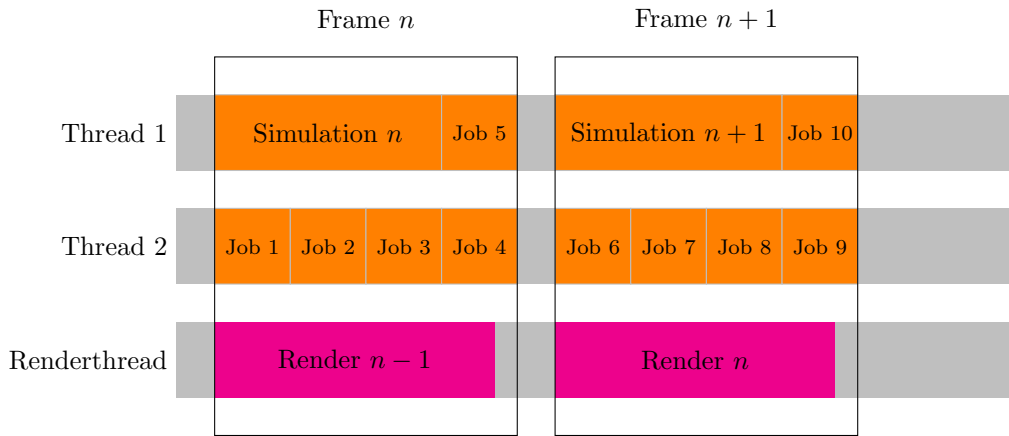 Frame n Frame n + 1
Thread 1 Simulation n Job 5 Simulation n + 1 Job 10
Thread 2 Job 1 Job 2 Job 3 Job 4 Job 6 Job 7 Job 8 Job 9
Renderthread Render n − 1 Render n